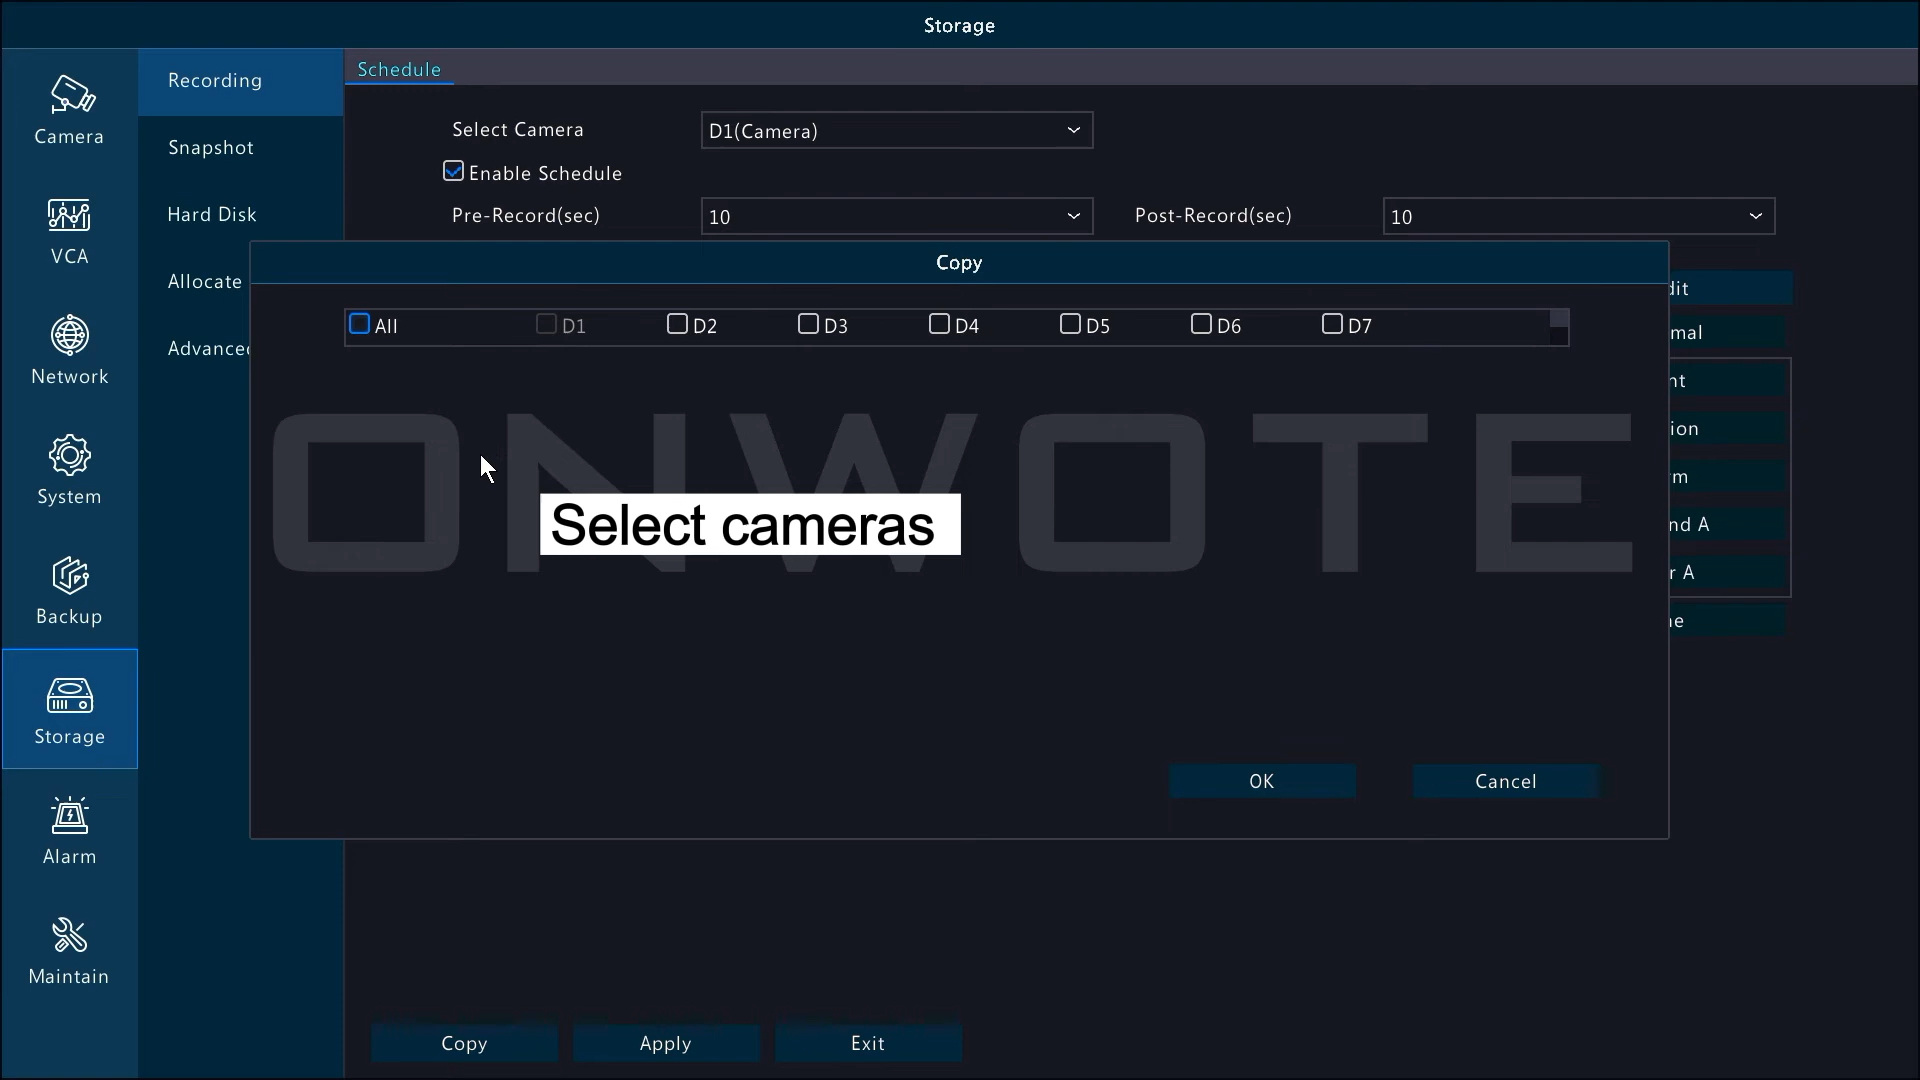 Storage
Camera
VCA
Network
System
Backup
Storage
Alarm
Maintain
Recording
Snapshot
Hard Disk
Allocate
Advance
Schedule
Select Camera D1(Camera)
Enable Schedule
Pre-Record(sec) 10 Post-Record(sec) 10
Copy
All D1 D2 D3 D4 D5 D6 D7
ONWOTE
Select cameras
OK Cancel
dit
mal
nt
ion
m
nd A
r A
ne
Copy Apply Exit